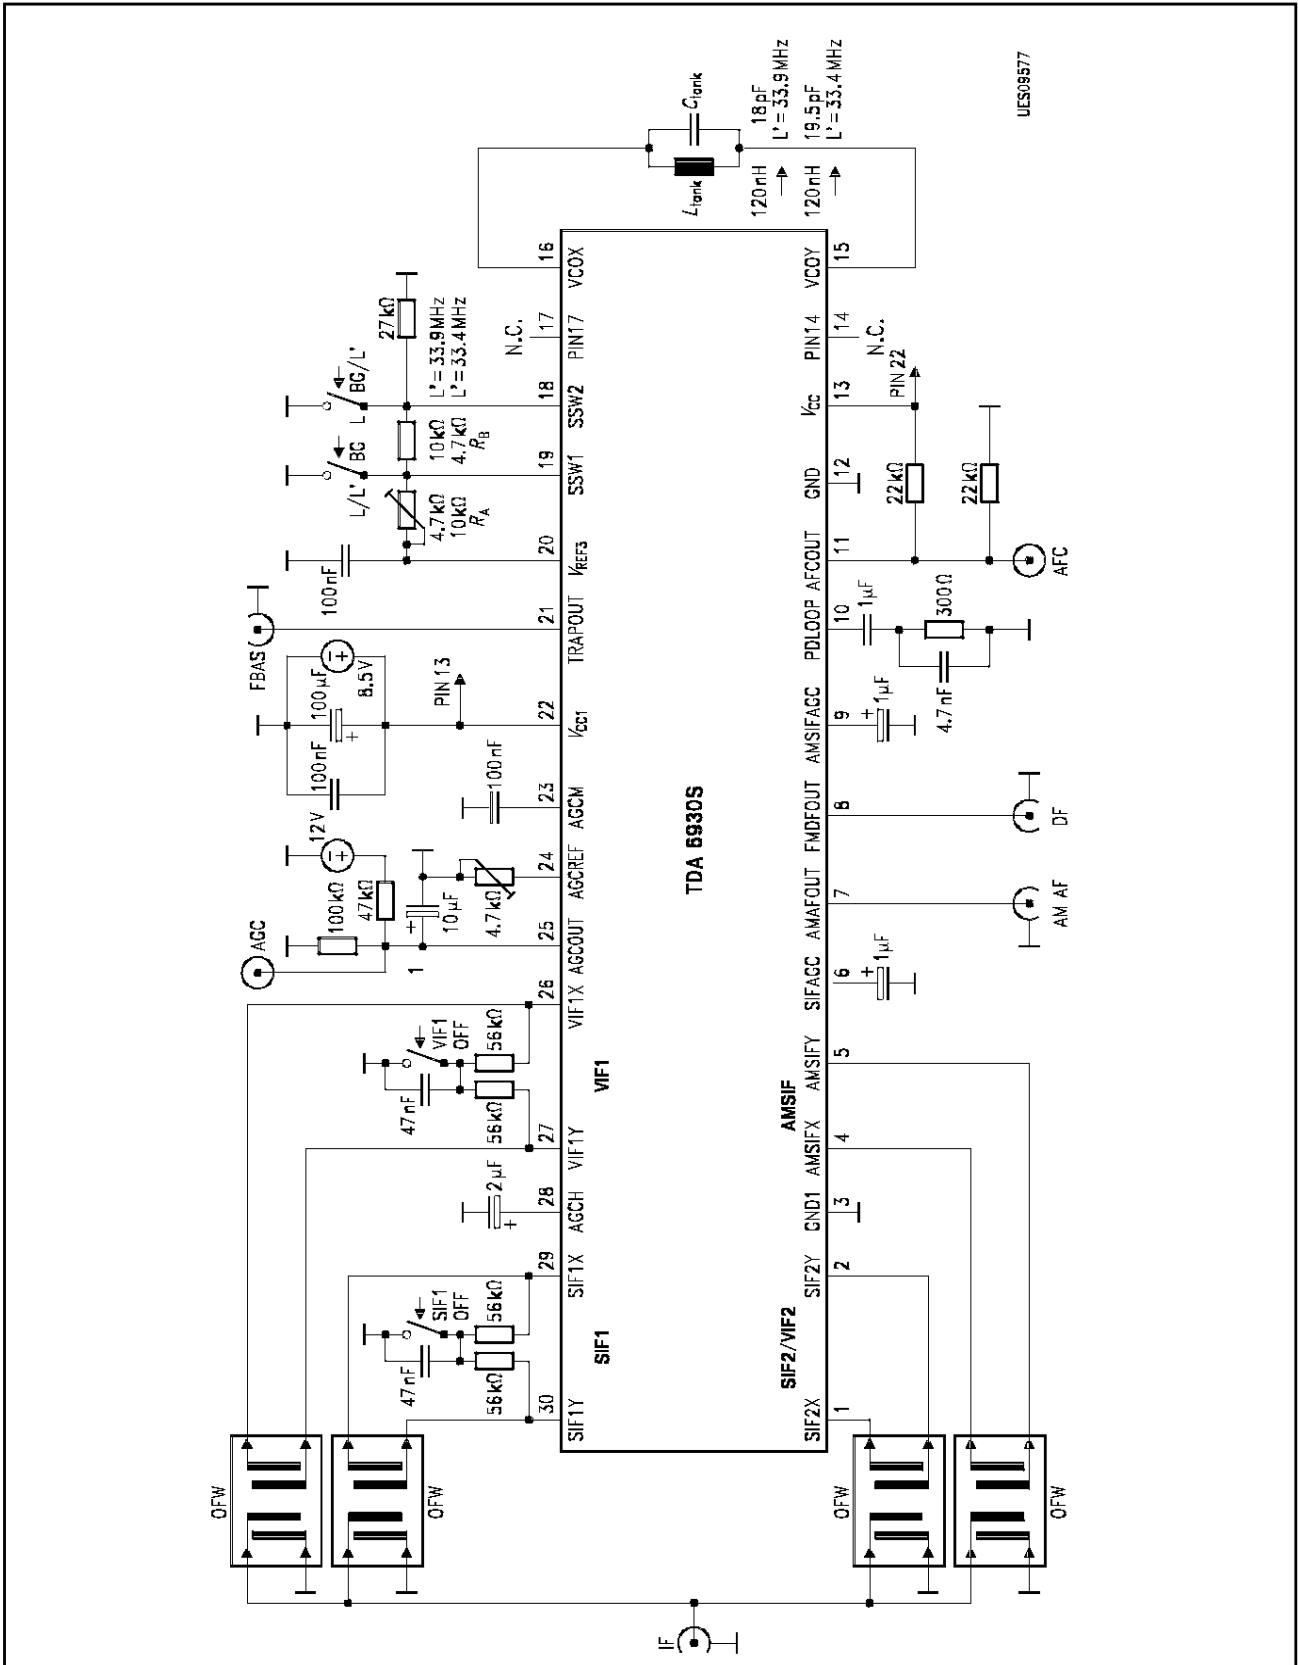 UES09577
Ctank
Ltank
120nH → 18pF
L'=33.9MHz
120nH → 19.5pF
L'=33.4MHz
16
VCOX
15
VCOY
N.C.
17
PIN17
PIN14
14
N.C.
27kΩ
L'=33.9MHz
L'=33.4MHz
L
BG/L'
18
SSW2
VCC
13
PIN 22
10kΩ
4.7kΩ
RB
L/L'
BG
19
SSW1
GND
12
22kΩ
22kΩ
4.7kΩ
10kΩ
RA
100nF
20
VREF3
AFCOUT
11
AFC
FBAS
21
TRAPOUT
PDLOOP
10
1µF
300Ω
4.7nF
8.5V
100µF
+
100nF
PIN 13
22
VCC1
AMSIFAGC
9
+
1µF
100nF
23
AGCM
FMDFOUT
8
DF
12V
47kΩ
100kΩ
4.7kΩ
24
AGCREF
AMAFOUT
7
AM AF
AGC
+
10µF
1
25
AGCOUT
SIFAGC
6
+
1µF
TDA 6930S
26
VIF1X
AMSIFY
5
VIF1
OFF
47nF
56kΩ
56kΩ
VIF1
AMSIF
27
VIF1Y
AMSIFX
4
2µF
+
28
AGCH
GND1
3
29
SIF1X
SIF2Y
2
SIF1
OFF
47nF
56kΩ
56kΩ
SIF1
SIF2/VIF2
30
SIF1Y
SIF2X
1
OFW
OFW
OFW
OFW
IF